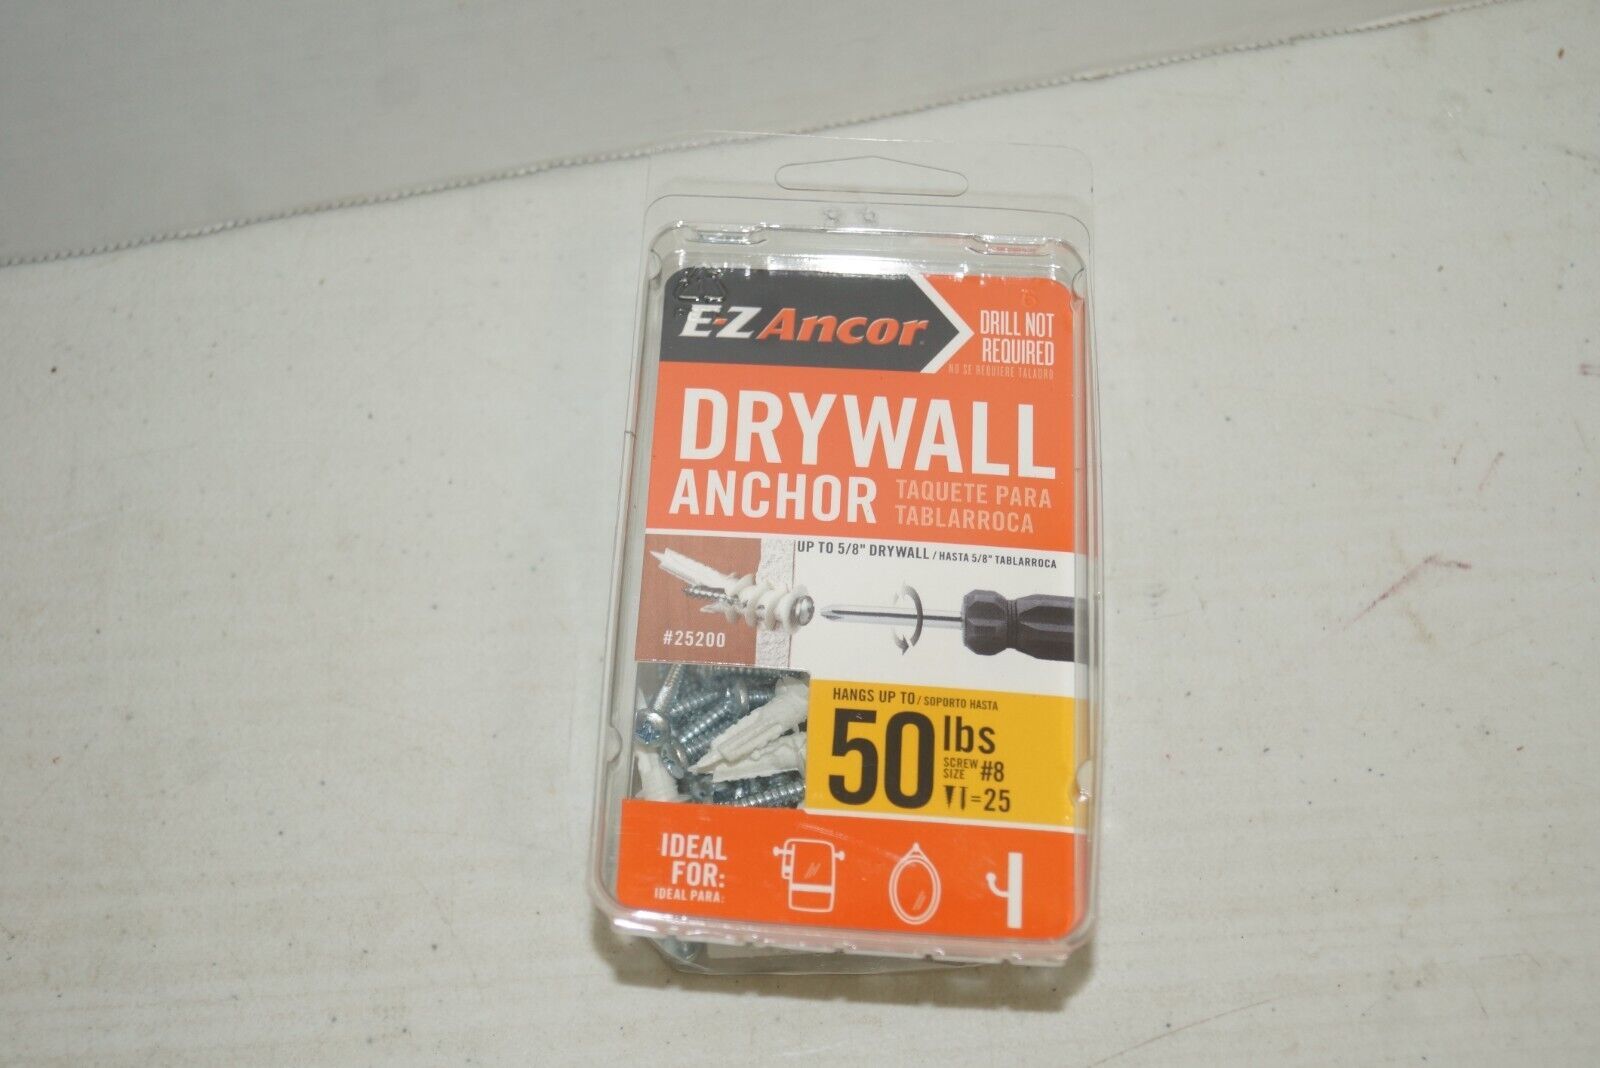 E-Z Ancor
DRILL NOT
REQUIRED
NO SE REQUIERE TALADRO
DRYWALL
ANCHOR
TAQUETE PARA
TABLARROCA
UP TO 5/8" DRYWALL / HASTA 5/8" TABLARROCA
#25200
HANGS UP TO / SOPORTO HASTA
50 lbs
SCREW
SIZE #8
=25
IDEAL
FOR:
IDEAL PARA: